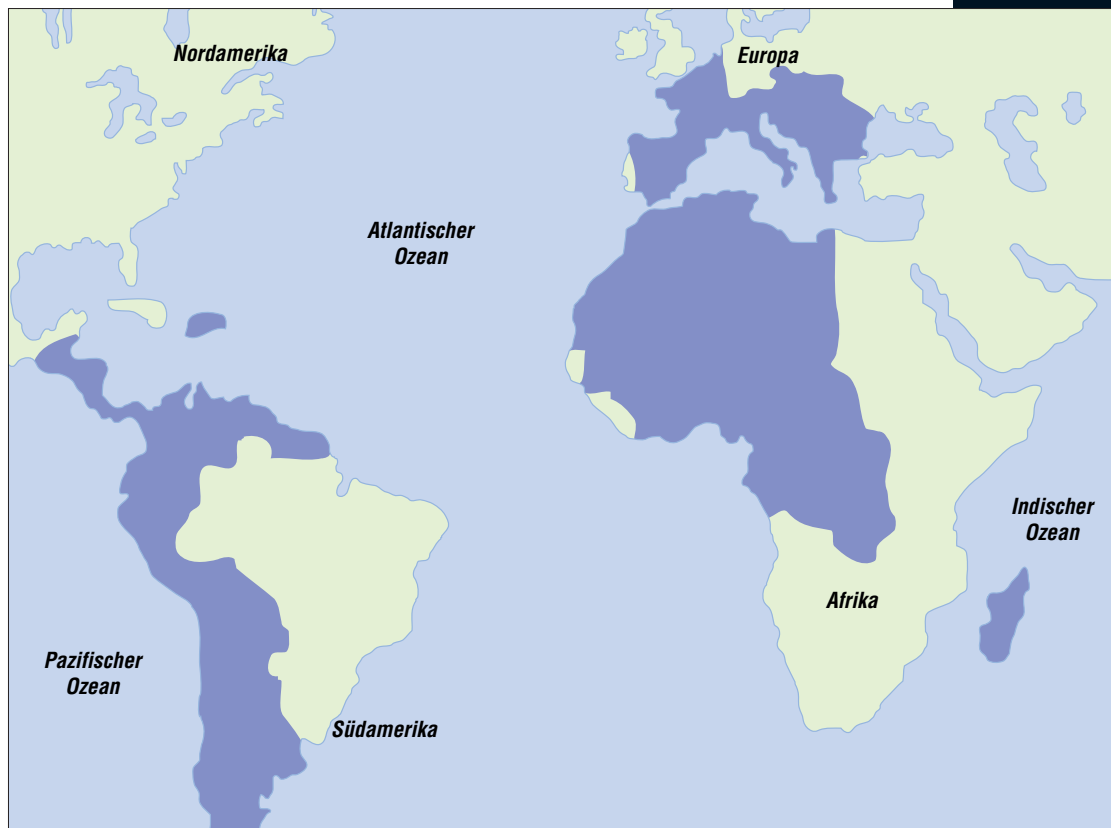 Nordamerika
Europa
Atlantischer
Ozean
Indischer
Ozean
Afrika
Pazifischer
Ozean
Südamerika